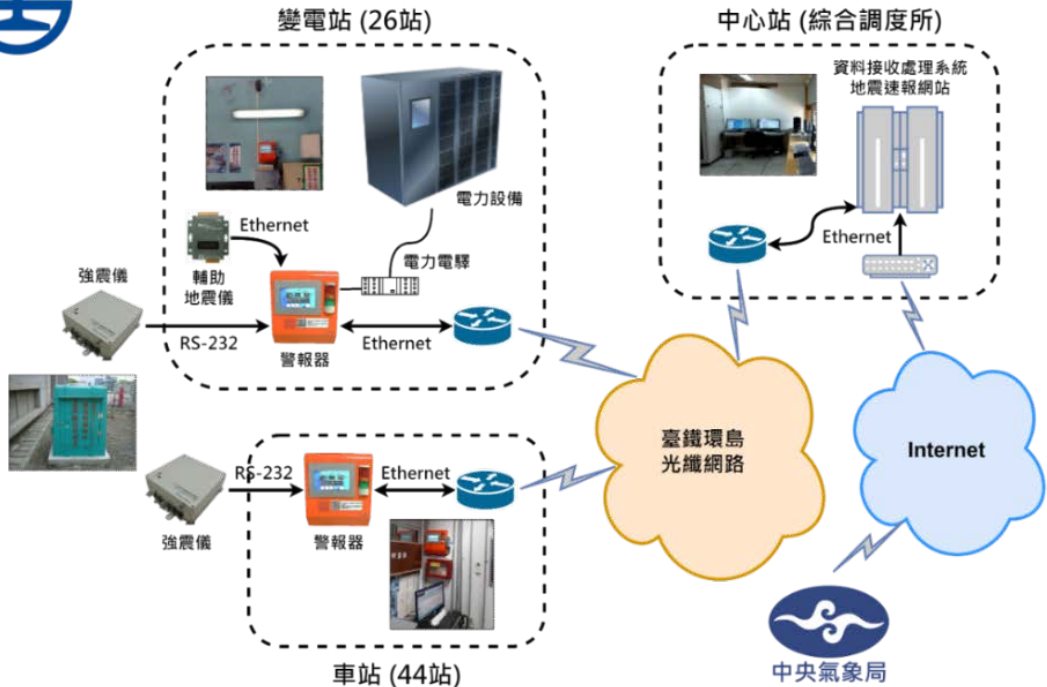 變電站 (26站)
電力設備
Ethernet
輔助
地震儀
電力電驛
強震儀
RS-232
警報器
Ethernet
強震儀
RS-232
警報器
Ethernet
車站 (44站)
中心站 (綜合調度所)
資料接收處理系統
地震速報網站
Ethernet
臺鐵環島
光纖網路
Internet
中央氣象局